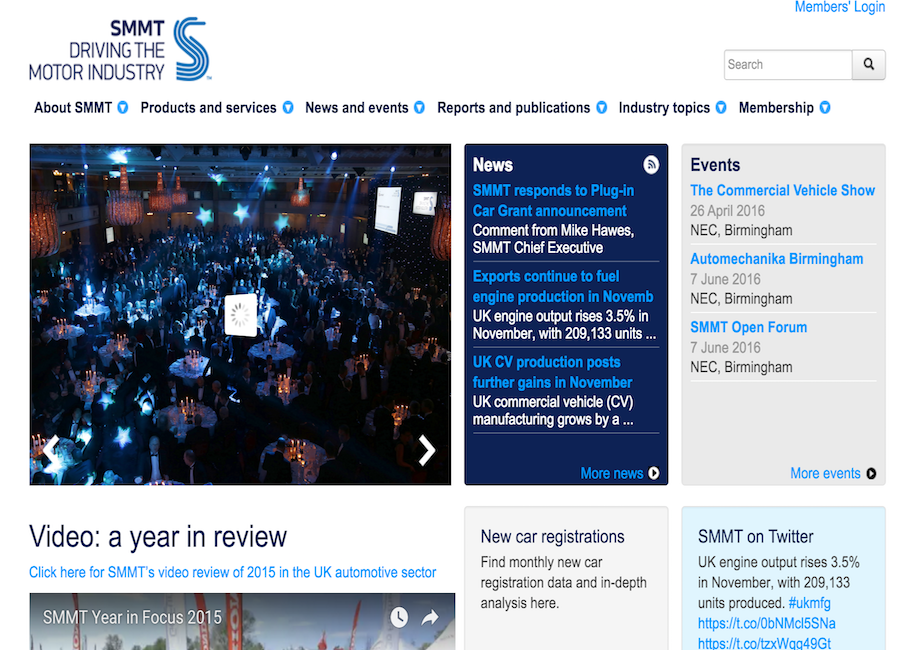 Members' Login
SMMT
DRIVING THE
MOTOR INDUSTRY
Search
About SMMT
Products and services
News and events
Reports and publications
Industry topics
Membership
News
SMMT responds to Plug-in
Car Grant announcement
Comment from Mike Hawes,
SMMT Chief Executive
Exports continue to fuel
engine production in Novemb
UK engine output rises 3.5% in
November, with 209,133 units ...
UK CV production posts
further gains in November
UK commercial vehicle (CV)
manufacturing grows by a ...
More news
Events
The Commercial Vehicle Show
26 April 2016
NEC, Birmingham
Automechanika Birmingham
7 June 2016
NEC, Birmingham
SMMT Open Forum
7 June 2016
NEC, Birmingham
More events
Video: a year in review
Click here for SMMT's video review of 2015 in the UK automotive sector
SMMT Year in Focus 2015
New car registrations
Find monthly new car
registration data and in-depth
analysis here.
SMMT on Twitter
UK engine output rises 3.5%
in November, with 209,133
units produced. #ukmfg
https://t.co/0bNMcl5SNa
https://t.co/tzxWqg49Gt